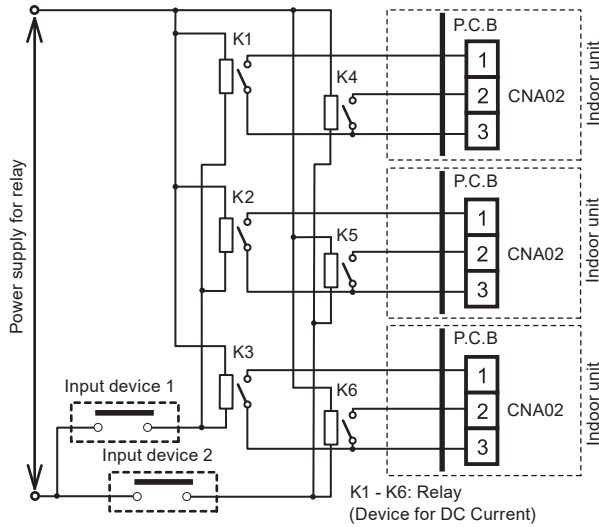 Power supply for relay
K1
K4
P.C.B
1
2
3
CNA02
Indoor unit
K2
K5
P.C.B
1
2
3
CNA02
Indoor unit
K3
K6
P.C.B
1
2
3
CNA02
Indoor unit
Input device 1
Input device 2
K1 - K6: Relay
(Device for DC Current)